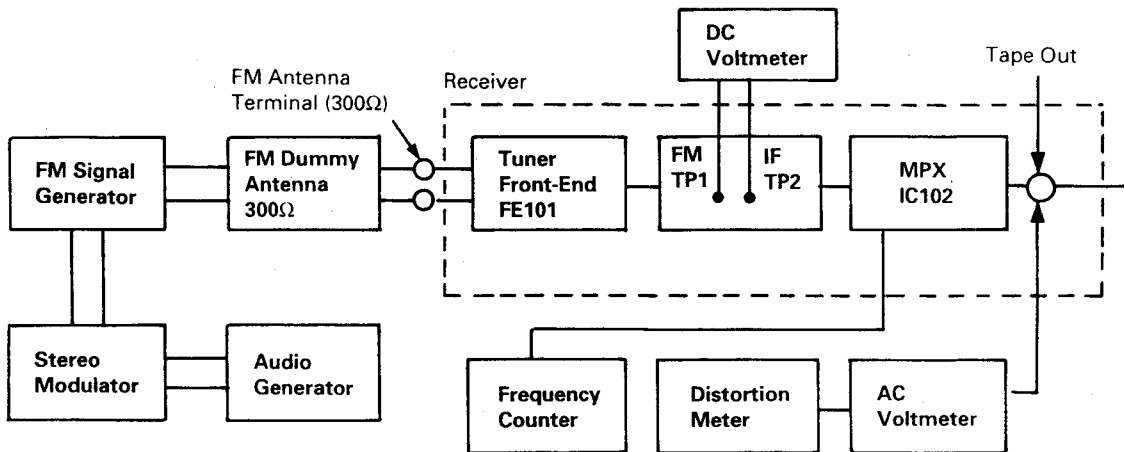 DC
Voltmeter
Tape Out
FM Antenna
Terminal (300Ω)
Receiver
FM Signal
Generator
FM Dummy
Antenna
300Ω
Tuner
Front-End
FE101
FM
TP1
IF
TP2
MPX
IC102
Stereo
Modulator
Audio
Generator
Frequency
Counter
Distortion
Meter
AC
Voltmeter